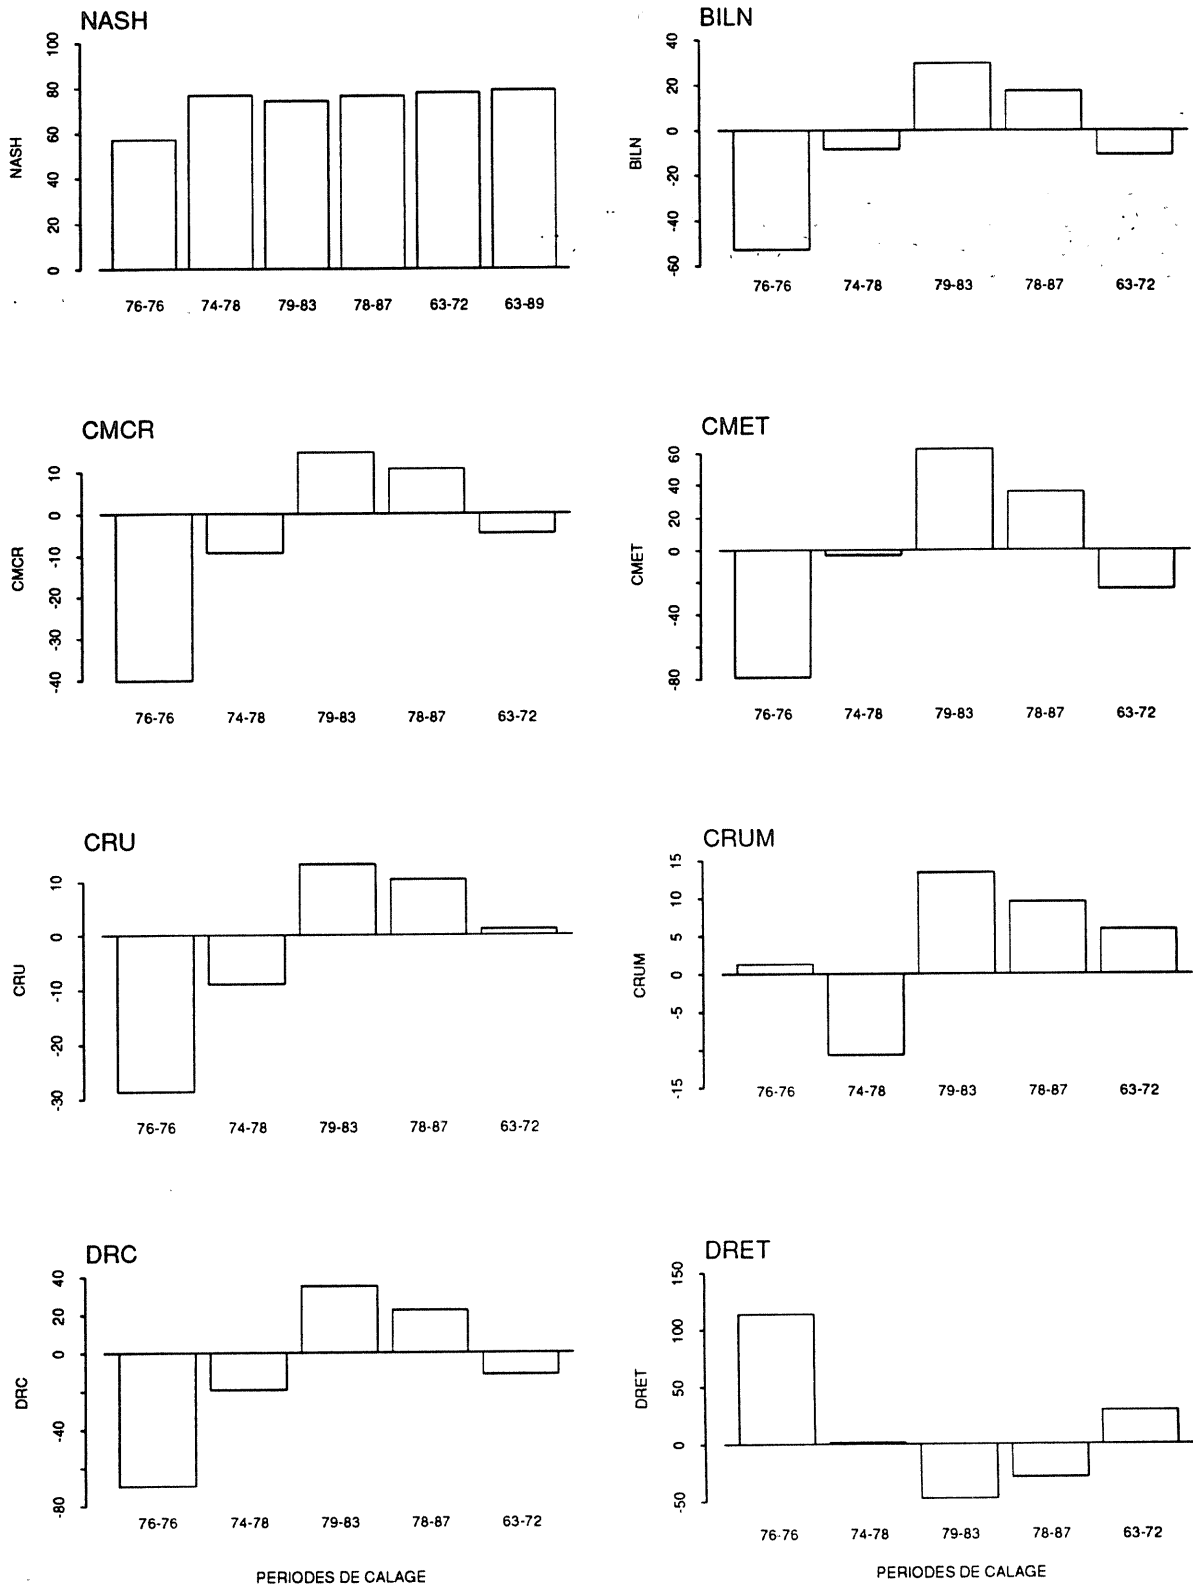 NASH
NASH
100
80
60
40
20
0
76-76 74-78 79-83 78-87 63-72 63-89
BILN
BILN
40
20
0
-20
-40
-60
76-76 74-78 79-83 78-87 63-72
CMCR
CMCR
10
0
-10
-20
-30
-40
76-76 74-78 79-83 78-87 63-72
CMET
CMET
60
40
20
0
-40
-80
76-76 74-78 79-83 78-87 63-72
CRU
CRU
10
0
-10
-20
-30
76-76 74-78 79-83 78-87 63-72
CRUM
CRUM
15
10
5
0
-5
-15
76-76 74-78 79-83 78-87 63-72
DRC
DRC
40
20
0
-40
-80
76-76 74-78 79-83 78-87 63-72
PERIODES DE CALAGE
DRET
DRET
150
100
50
0
-50
76-76 74-78 79-83 78-87 63-72
PERIODES DE CALAGE